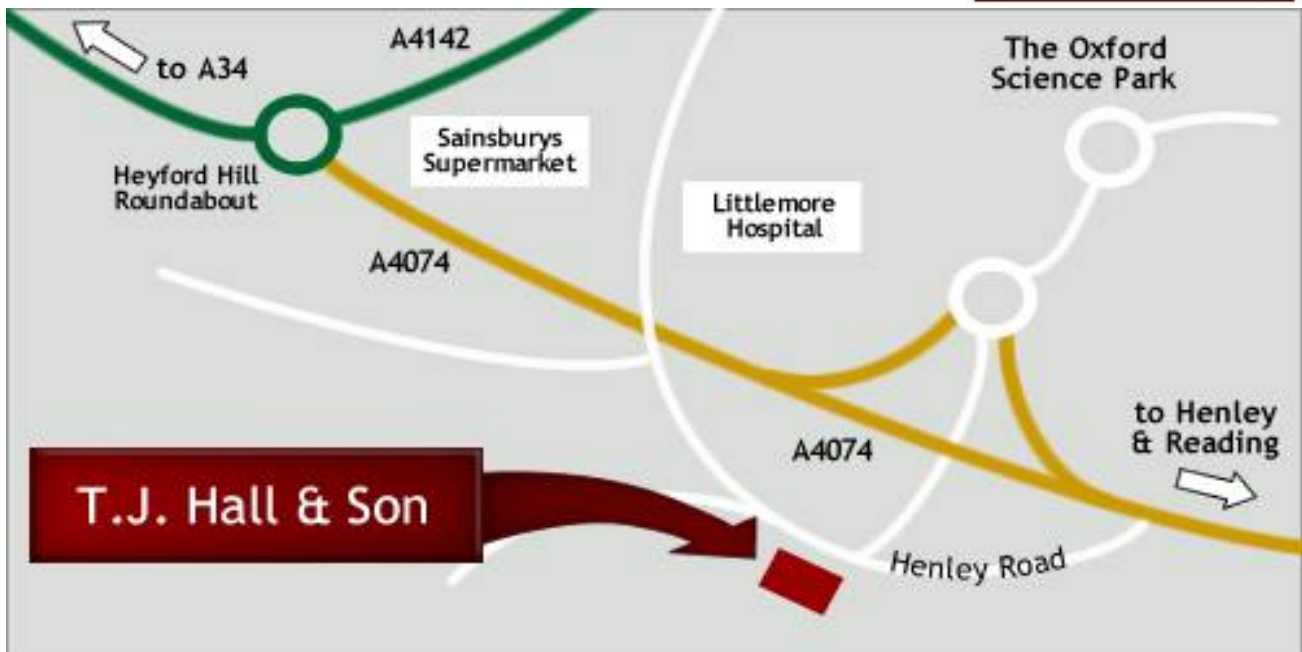 A4142
to A34
The Oxford
Science Park
Sainsburys
Supermarket
Heyford Hill
Roundabout
Littlemore
Hospital
A4074
to Henley
& Reading
A4074
T.J. Hall & Son
Henley Road